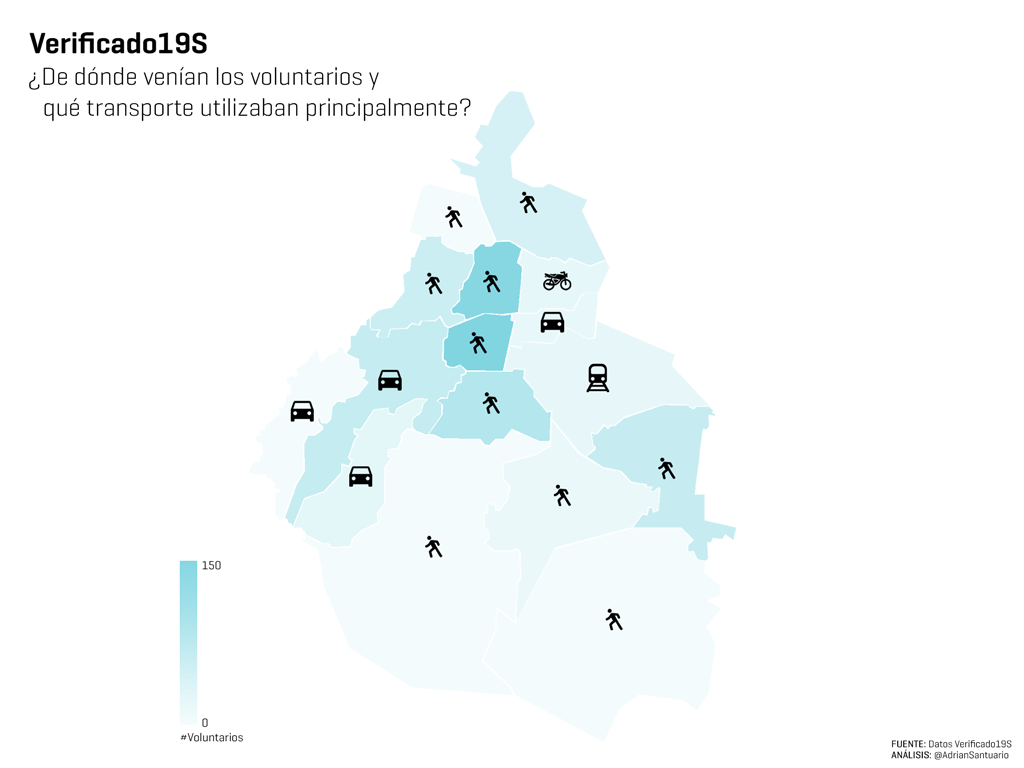 Verificado19S
¿De dónde venían los voluntarios y
qué transporte utilizaban principalmente?
150
0
#Voluntarios
FUENTE: Datos Verificado19S
ANÁLISIS: @AdrianSantuario